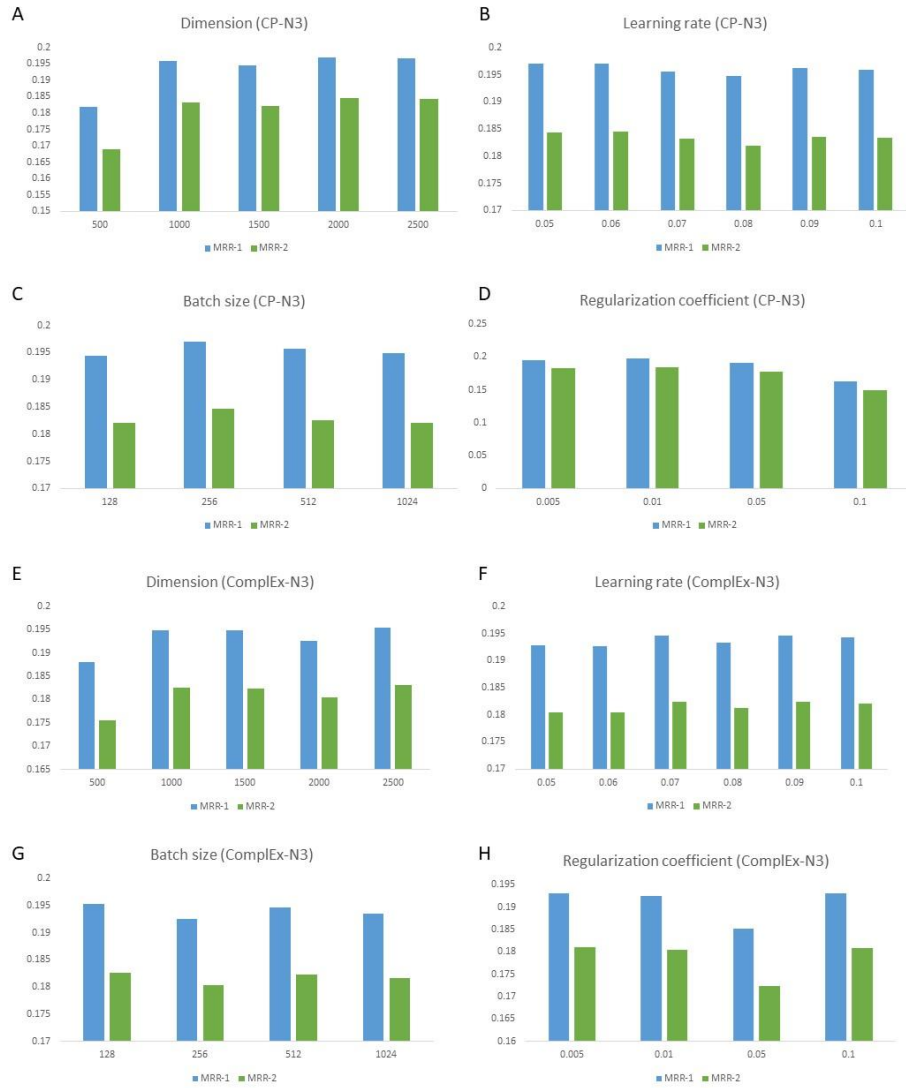 A
Dimension (CP-N3)
0.2
0.195
0.19
0.185
0.18
0.175
0.17
0.165
0.16
0.155
0.15
500 1000 1500 2000 2500
MRR-1 MRR-2
B
Learning rate (CP-N3)
0.2
0.195
0.19
0.185
0.18
0.175
0.17
0.05 0.06 0.07 0.08 0.09 0.1
MRR-1 MRR-2
C
Batch size (CP-N3)
0.2
0.195
0.19
0.185
0.18
0.175
0.17
128 256 512 1024
MRR-1 MRR-2
D
Regularization coefficient (CP-N3)
0.25
0.2
0.15
0.1
0.05
0
0.005 0.01 0.05 0.1
MRR-1 MRR-2
E
Dimension (ComplEx-N3)
0.2
0.195
0.19
0.185
0.18
0.175
0.17
0.165
500 1000 1500 2000 2500
MRR-1 MRR-2
F
Learning rate (ComplEx-N3)
0.2
0.195
0.19
0.185
0.18
0.175
0.17
0.05 0.06 0.07 0.08 0.09 0.1
MRR-1 MRR-2
G
Batch size (ComplEx-N3)
0.2
0.195
0.19
0.185
0.18
0.175
0.17
128 256 512 1024
MRR-1 MRR-2
H
Regularization coefficient (ComplEx-N3)
0.195
0.19
0.185
0.18
0.175
0.17
0.165
0.16
0.005 0.01 0.05 0.1
MRR-1 MRR-2